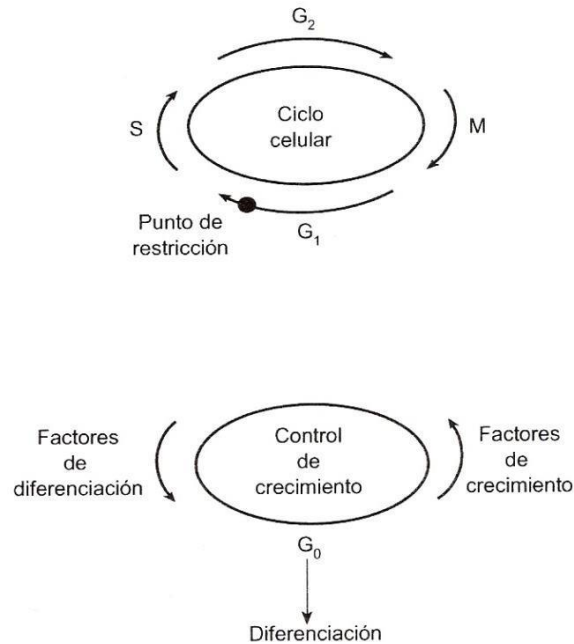 G₂
S
Ciclo
celular
M
Punto de
restricción
G₁
Factores
de
diferenciación
Control
de
crecimiento
Factores
de
crecimiento
G₀
Diferenciación